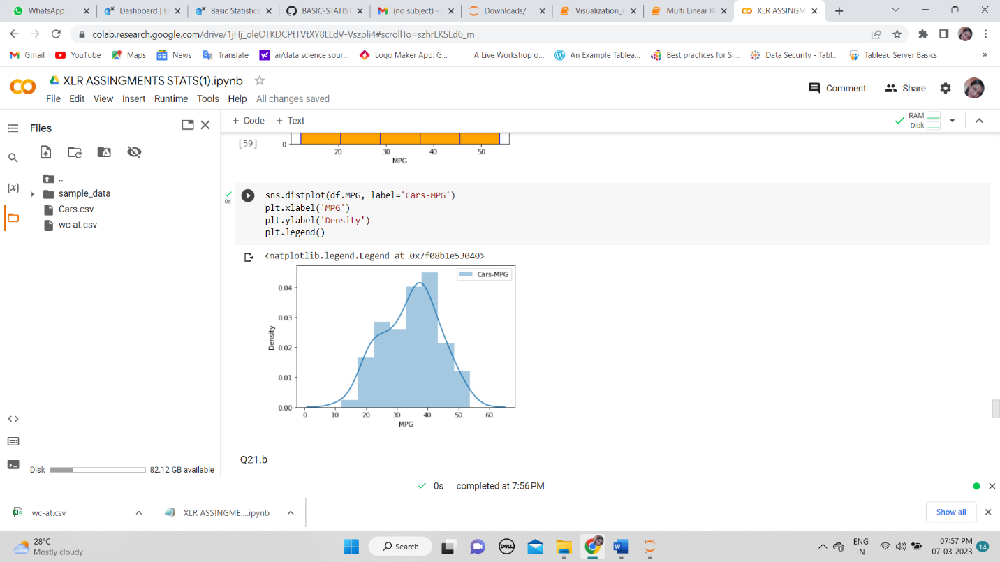 WhatsApp
Dashboard | E
Basic Statistics
BASIC-STATIST
(no subject) - s
Downloads/
Visualization_r
Multi Linear Re
XLR ASSINGM
colab.research.google.com/drive/1jHj_oleOTKDCPtTVtXY8LLdV-Vszpli4#scrollTo=szhrLKSLd6_m
Gmail
YouTube
Maps
News
Translate
ai/data science sour...
Logo Maker App: G...
A Live Workshop o...
An Example Tablea...
Best practices for Si...
Data Security - Tabl...
Tableau Server Basics
»
XLR ASSINGMENTS STATS(1).ipynb
File Edit View Insert Runtime Tools Help All changes saved
Comment
Share
Files
+ Code + Text
RAM
Disk
..
sample_data
Cars.csv
wc-at.csv
{x}
Disk
82.12 GB available
[59]
0
20 30 40 50
MPG
0s
sns.distplot(df.MPG, label='Cars-MPG')
plt.xlabel('MPG')
plt.ylabel('Density')
plt.legend()
<matplotlib.legend.Legend at 0x7f08b1e53040>
Cars-MPG
0.04
0.03
0.02
0.01
0.00
Density
0 10 20 30 40 50 60
MPG
Q21.b
0s completed at 7:56 PM
wc-at.csv
XLR ASSINGME....ipynb
Show all
28°C
Mostly cloudy
Search
DELL
ENG
IN
07:57 PM
07-03-2023
14